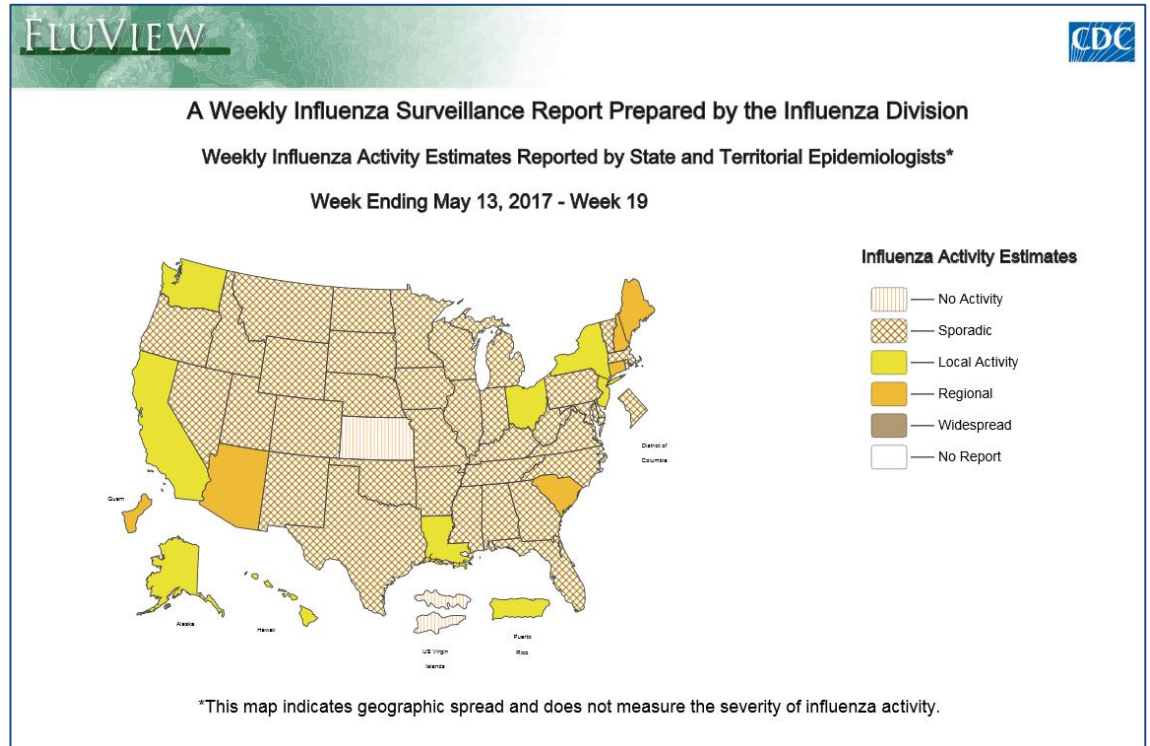 FLUVIEW
CDC
A Weekly Influenza Surveillance Report Prepared by the Influenza Division
Weekly Influenza Activity Estimates Reported by State and Territorial Epidemiologists*
Week Ending May 13, 2017 - Week 19
Influenza Activity Estimates
No Activity
Sporadic
Local Activity
Regional
Widespread
No Report
District of
Columbia
Guam
Alaska
Hawaii
US Virgin
Islands
Puerto
Rico
*This map indicates geographic spread and does not measure the severity of influenza activity.